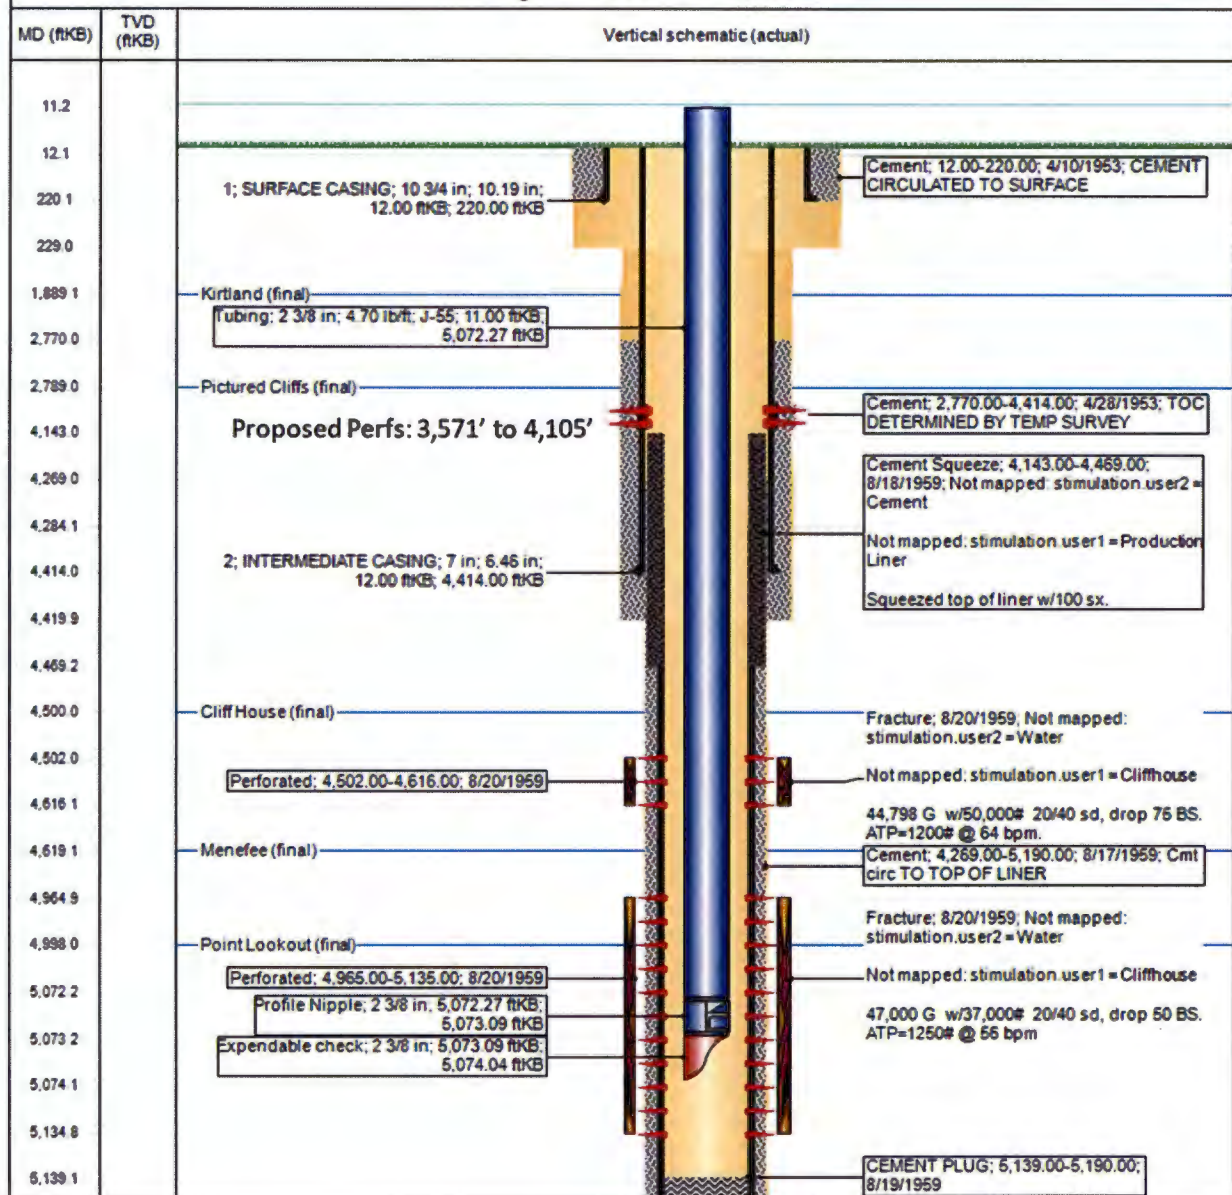 MD (ftKB)
TVD
(ftKB)
Vertical schematic (actual)
11.2
12.1
220.1
229.0
1,889.1
2,770.0
2,789.0
4,143.0
4,269.0
4,284.1
4,414.0
4,419.9
4,469.2
4,500.0
4,502.0
4,616.1
4,619.1
4,964.9
4,998.0
5,072.2
5,073.2
5,074.1
5,134.8
5,139.1
1; SURFACE CASING; 10 3/4 in; 10.19 in;
12.00 ftKB; 220.00 ftKB
Kirtland (final)
Tubing; 2 3/8 in; 4.70 lb/ft; J-55; 11.00 ftKB;
5,072.27 ftKB
Pictured Cliffs (final)
Proposed Perfs: 3,571’ to 4,105’
2; INTERMEDIATE CASING; 7 in; 6.46 in;
12.00 ftKB; 4,414.00 ftKB
Cliff House (final)
Perforated; 4,502.00-4,616.00; 8/20/1959
Menefee (final)
Point Lookout (final)
Perforated; 4,965.00-5,135.00; 8/20/1959
Profile Nipple; 2 3/8 in; 5,072.27 ftKB;
5,073.09 ftKB
Expendable check; 2 3/8 in; 5,073.09 ftKB;
5,074.04 ftKB
Cement; 12.00-220.00; 4/10/1953; CEMENT
CIRCULATED TO SURFACE
Cement; 2,770.00-4,414.00; 4/28/1953; TOC
DETERMINED BY TEMP SURVEY
Cement Squeeze; 4,143.00-4,469.00;
8/18/1959; Not mapped: stimulation.user2 =
Cement
Not mapped: stimulation.user1 = Production
Liner
Squeezed top of liner w/100 sx.
Fracture; 8/20/1959; Not mapped:
stimulation.user2 = Water
Not mapped: stimulation.user1 = Cliffhouse
44,798 G w/50,000# 20/40 sd, drop 75 BS.
ATP=1200# @ 64 bpm.
Cement; 4,269.00-5,190.00; 8/17/1959; Cmt
circ TO TOP OF LINER
Fracture; 8/20/1959; Not mapped:
stimulation.user2 = Water
Not mapped: stimulation.user1 = Cliffhouse
47,000 G w/37,000# 20/40 sd, drop 50 BS.
ATP=1250# @ 56 bpm
CEMENT PLUG; 5,139.00-5,190.00;
8/19/1959